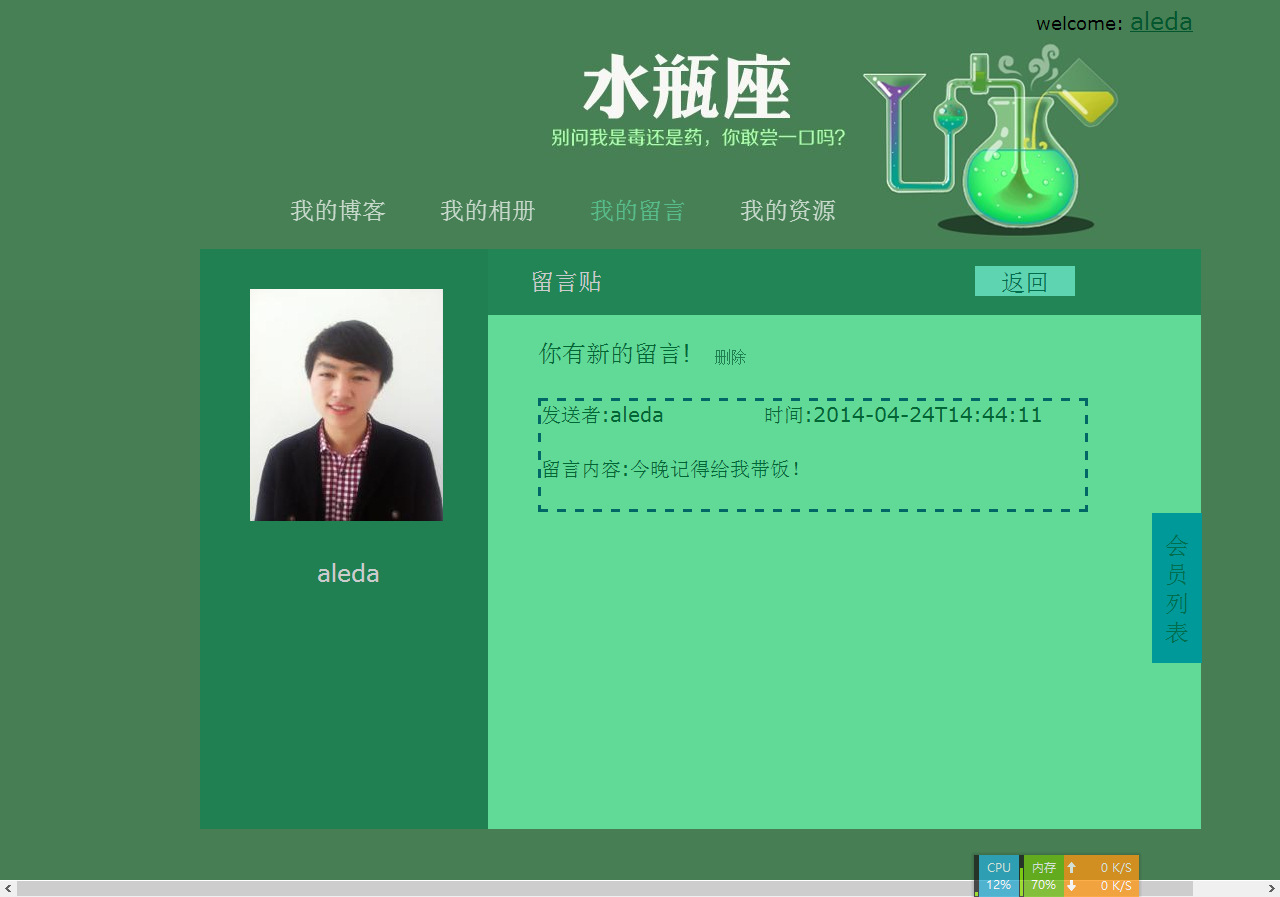 welcome: aleda
水瓶座
别问我是毒还是药，你敢尝一口吗？
我的博客 我的相册 我的留言 我的资源
留言贴 返回
你有新的留言! 删除
发送者:aleda 时间:2014-04-24T14:44:11
留言内容:今晚记得给我带饭!
aleda
会
员
列
表
CPU 内存 0 K/S
12% 70% 0 K/S